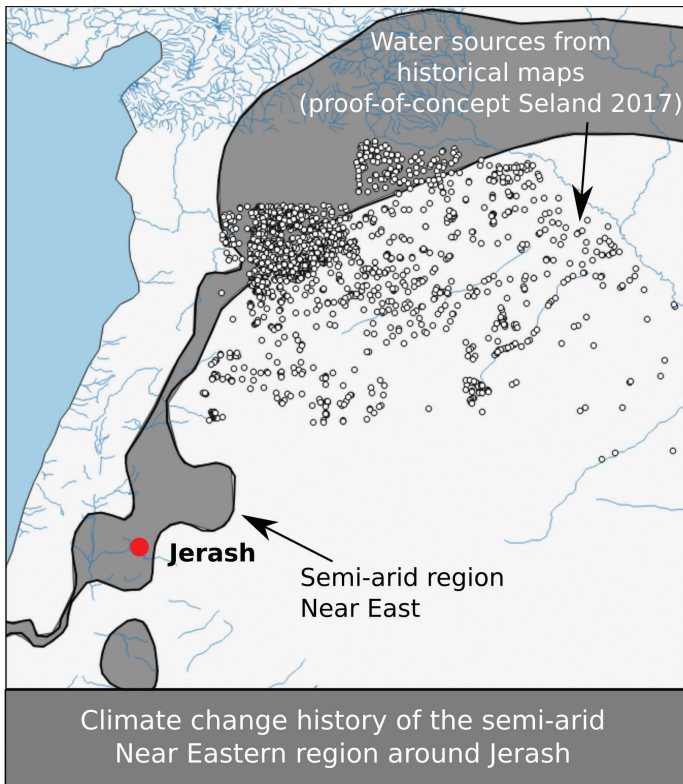 Water sources from
historical maps
(proof-of-concept Seland 2017)
Jerash
Semi-arid region
Near East
Climate change history of the semi-arid
Near Eastern region around Jerash